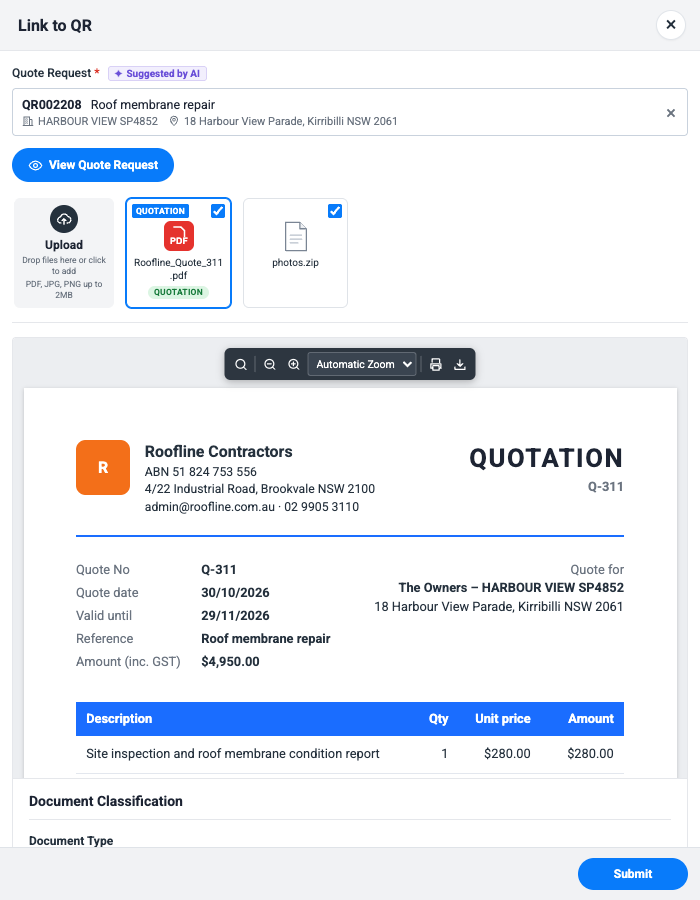 Link to QR
Quote Request * Suggested by AI
QR002208 Roof membrane repair
HARBOUR VIEW SP4852 18 Harbour View Parade, Kirribilli NSW 2061
View Quote Request
Upload
Drop files here or click
to add
PDF, JPG, PNG up to
2MB
QUOTATION
PDF
Roofline_Quote_311
.pdf
QUOTATION
photos.zip
Automatic Zoom
R
Roofline Contractors
ABN 51 824 753 556
4/22 Industrial Road, Brookvale NSW 2100
admin@roofline.com.au · 02 9905 3110
QUOTATION
Q-311
Quote No Q-311
Quote date 30/10/2026
Valid until 29/11/2026
Reference Roof membrane repair
Amount (inc. GST) $4,950.00
Quote for
The Owners – HARBOUR VIEW SP4852
18 Harbour View Parade, Kirribilli NSW 2061
Description Qty Unit price Amount
Site inspection and roof membrane condition report 1 $280.00 $280.00
Document Classification
Document Type
Submit